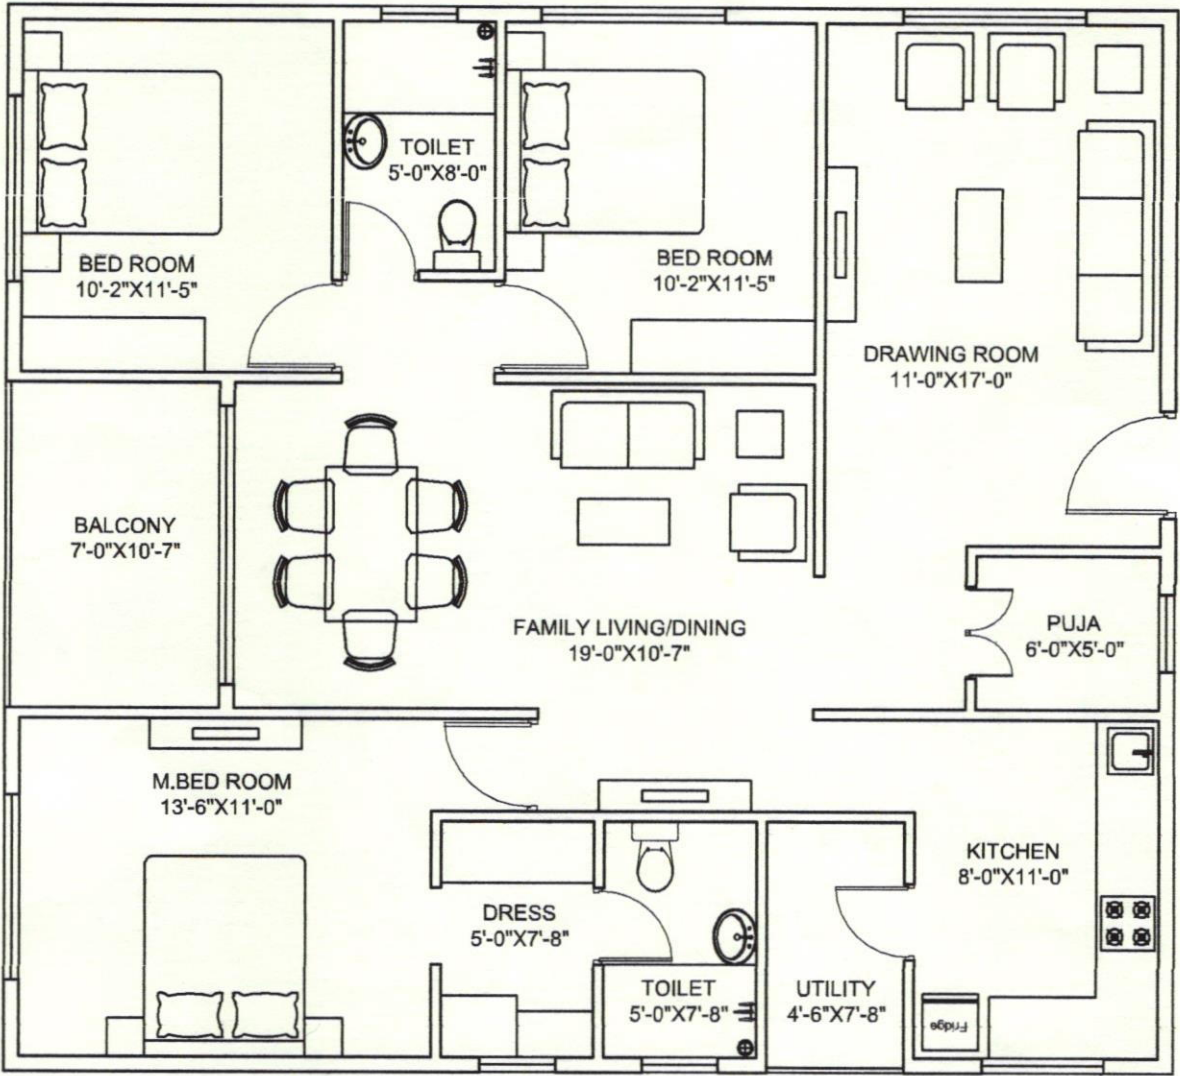 TOILET
5'-0"X8'-0"
BED ROOM
10'-2"X11'-5"
BED ROOM
10'-2"X11'-5"
DRAWING ROOM
11'-0"X17'-0"
BALCONY
7'-0"X10'-7"
FAMILY LIVING/DINING
19'-0"X10'-7"
PUJA
6'-0"X5'-0"
M.BED ROOM
13'-6"X11'-0"
KITCHEN
8'-0"X11'-0"
DRESS
5'-0"X7'-8"
TOILET
5'-0"X7'-8"
UTILITY
4'-6"X7'-8"
Fridge